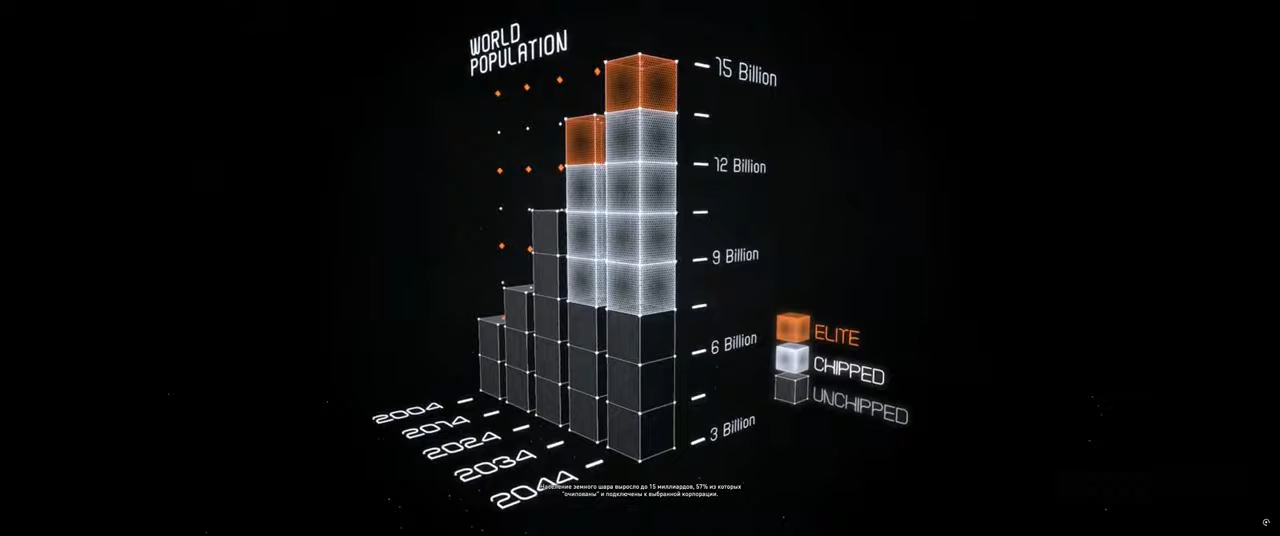 WORLD
POPULATION
15 Billion
12 Billion
9 Billion
6 Billion
3 Billion
ELITE
CHIPPED
UNCHIPPED
2004
2014
2024
2034
2044
Население земного шара выросло до 15 миллиардов, 57% из которых
"очипованы" и подключены к выбранной корпорации.